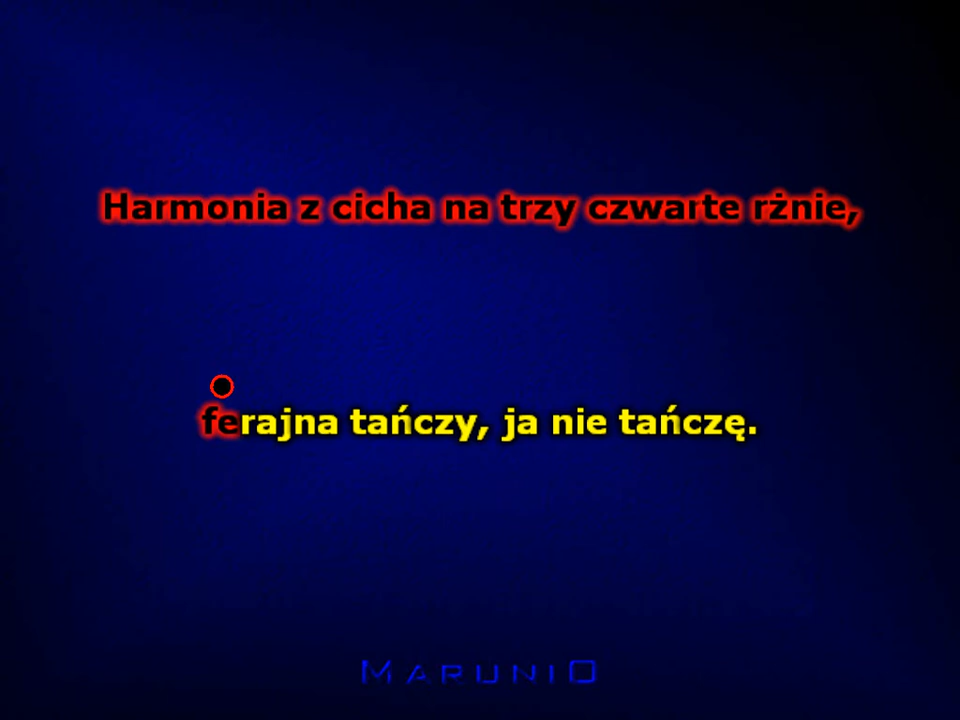 Harmonia z cicha na trzy czwarte rżnie,
ferajna tańczy, ja nie tańczę.
MARUNIO